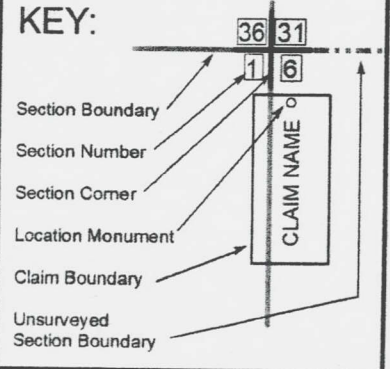 KEY:
36 31
1 6
Section Boundary
Section Number
Section Corner
Location Monument
Claim Boundary
Unsurveyed
Section Boundary
CLAIM NAME